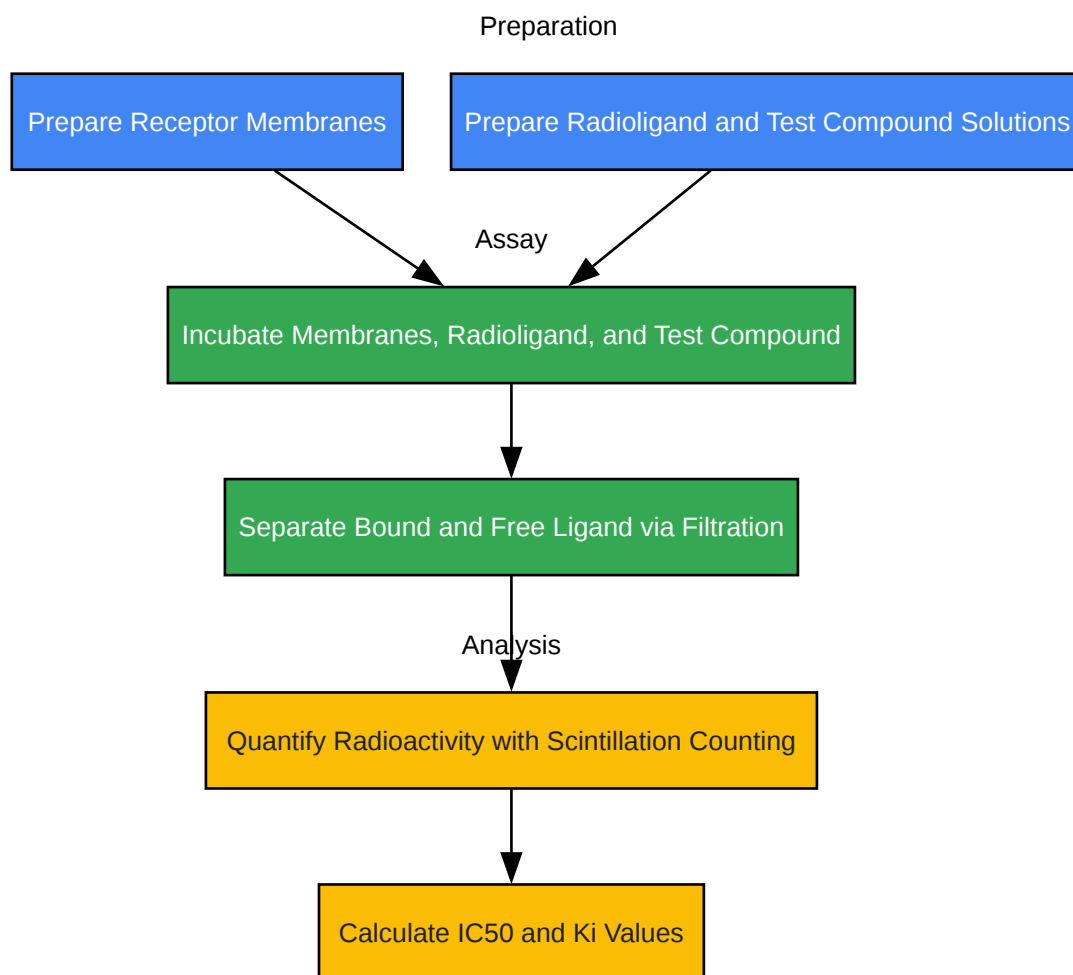 Preparation
Prepare Receptor Membranes
Prepare Radioligand and Test Compound Solutions
Assay
Incubate Membranes, Radioligand, and Test Compound
Separate Bound and Free Ligand via Filtration
Analysis
Quantify Radioactivity with Scintillation Counting
Calculate IC50 and Ki Values